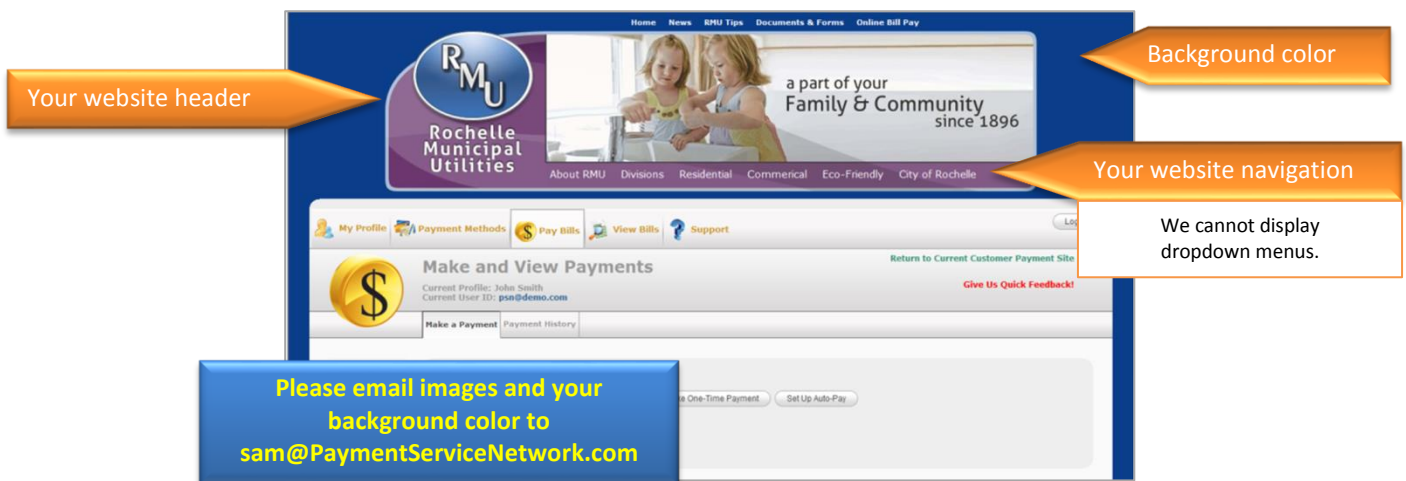 Home News RMU Tips Documents & Forms Online Bill Pay
Background color
Your website header
RMU
Rochelle
Municipal
Utilities
a part of your
Family & Community
since 1896
About RMU Divisions Residential Commerical Eco-Friendly City of Rochelle
Your website navigation
We cannot display
dropdown menus.
My Profile Payment Methods Pay Bills View Bills Support
Make and View Payments
Return to Current Customer Payment Site
Current Profile: John Smith
Give Us Quick Feedback!
Current User ID: psn@demo.com
Make a Payment Payment History
One-Time Payment Set Up Auto-Pay
Please email images and your
background color to
sam@PaymentServiceNetwork.com